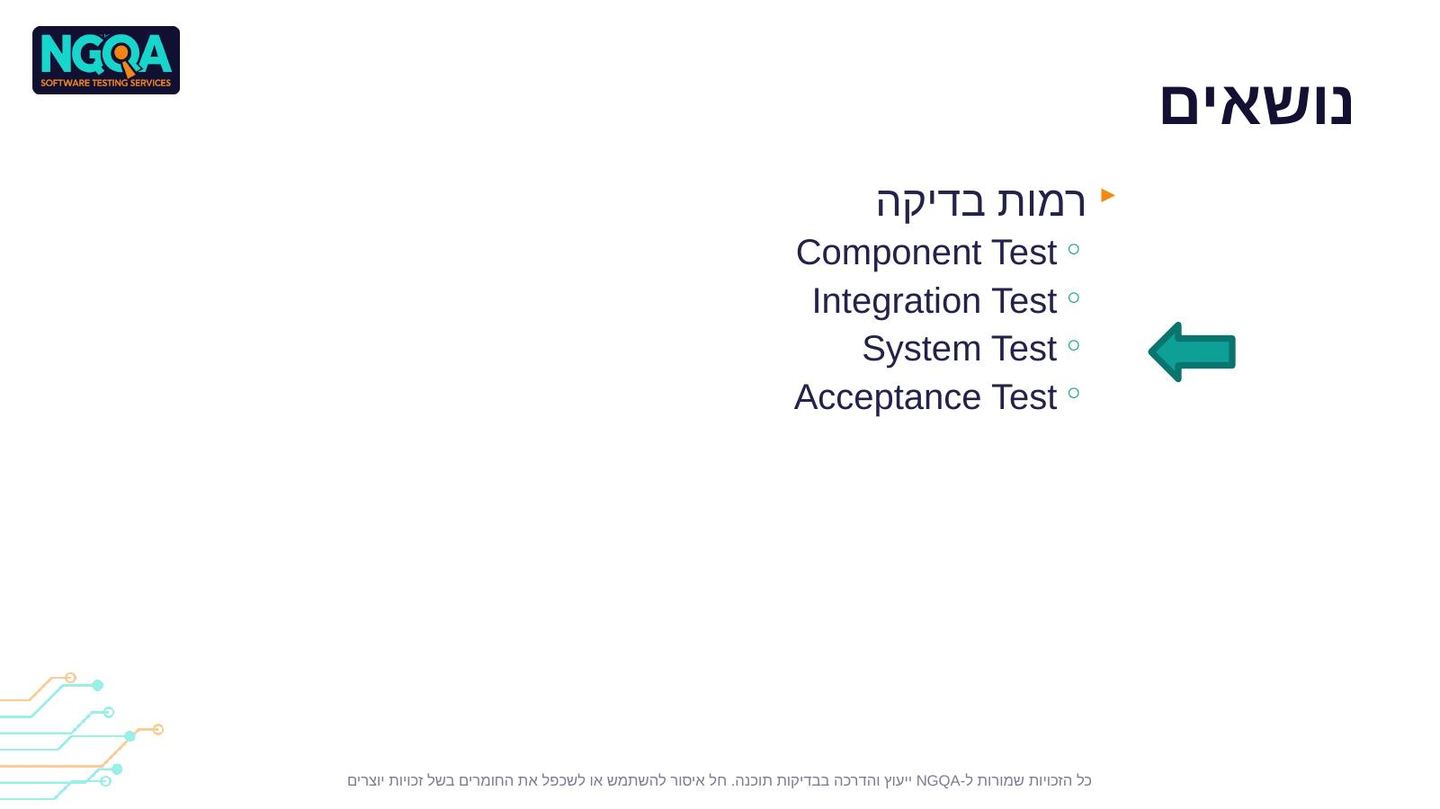 NGQA
SOFTWARE TESTING SERVICES
נושאים
רמות בדיקה
Component Test
Integration Test
System Test
Acceptance Test
כל הזכויות שמורות ל-NGQA ייעוץ והדרכה בבדיקות תוכנה. חל איסור להשתמש או לשכפל את החומרים בשל זכויות יוצרים